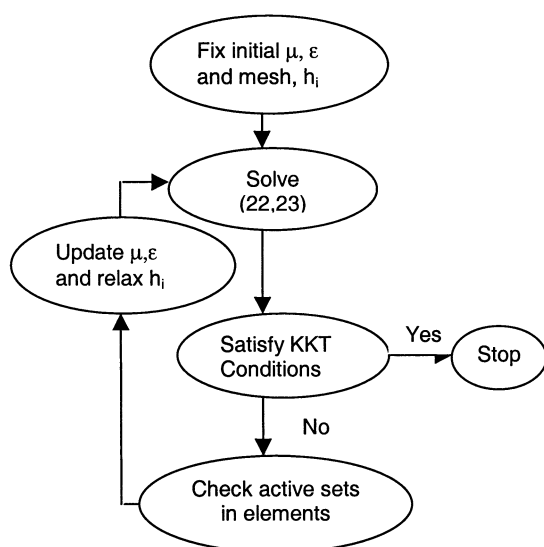 Fix initial μ, ε
and mesh, hᵢ
Solve
(22,23)
Update μ,ε
and relax hᵢ
Satisfy KKT
Conditions
Yes
Stop
No
Check active sets
in elements